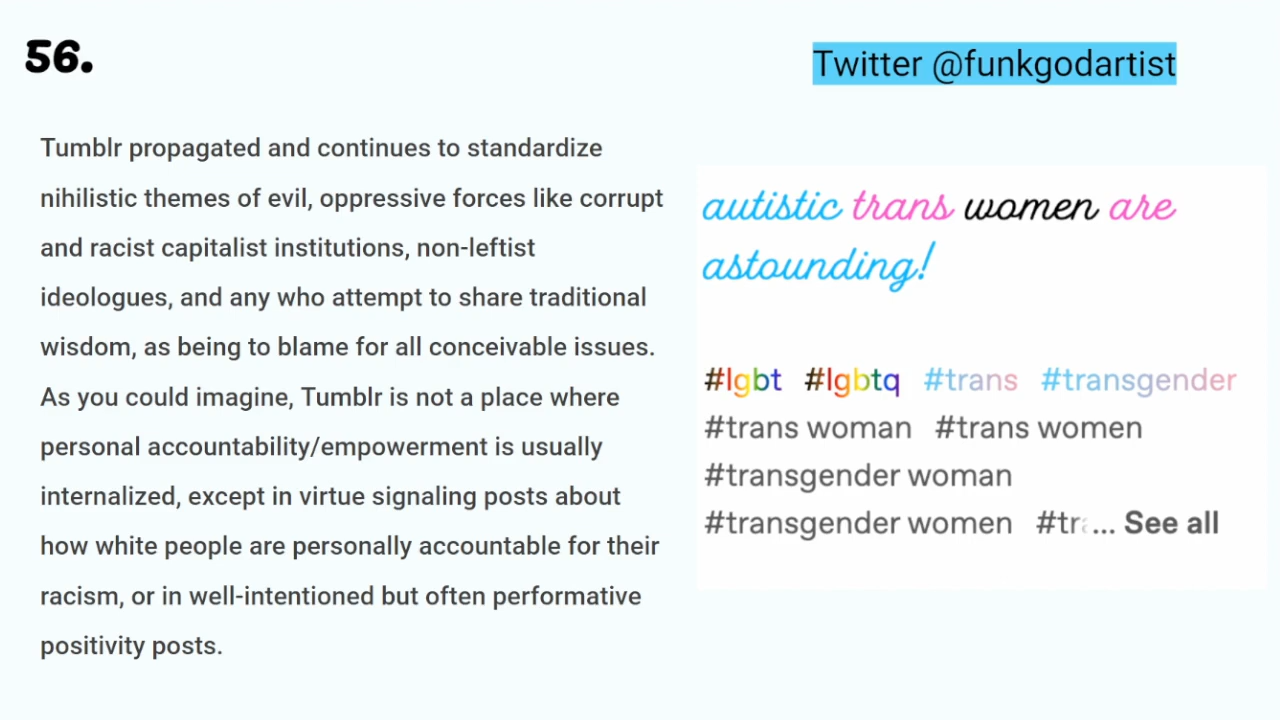 56.
Twitter @funkgodartist
Tumblr propagated and continues to standardize
nihilistic themes of evil, oppressive forces like corrupt
and racist capitalist institutions, non-leftist
ideologues, and any who attempt to share traditional
wisdom, as being to blame for all conceivable issues.
As you could imagine, Tumblr is not a place where
personal accountability/empowerment is usually
internalized, except in virtue signaling posts about
how white people are personally accountable for their
racism, or in well-intentioned but often performative
positivity posts.
autistic trans women are
astounding!
#lgbt #lgbtq #trans #transgender
#trans woman #trans women
#transgender woman
#transgender women #tr... See all